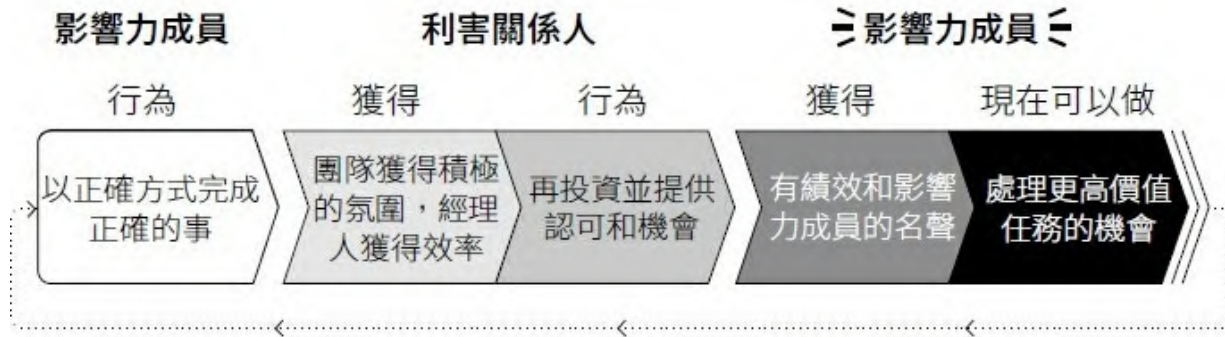 影響力成員
利害關係人
影響力成員
行為
獲得
行為
獲得
現在可以做
以正確方式完成
正確的事
團隊獲得積極
的氛圍，經理
人獲得效率
再投資並提供
認可和機會
有績效和影響
力成員的名聲
處理更高價值
任務的機會